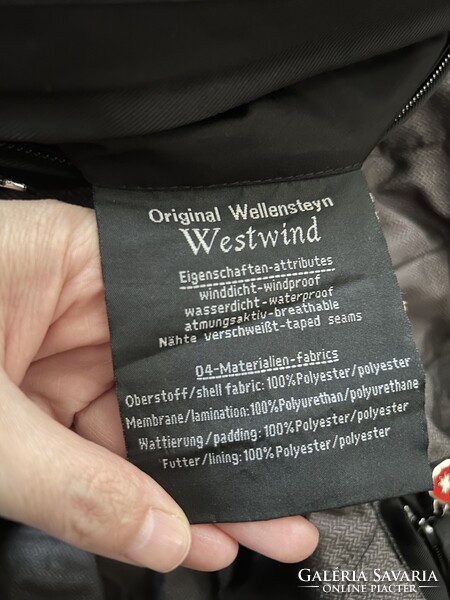 Original Wellensteyn
Westwind
Eigenschaften-attributes
winddicht-windproof
wasserdicht-waterproof
atmungsaktiv-breathable
Nähte verschweißt-taped seams
04-Materialien-fabrics
Oberstoff/shell fabric: 100%Polyester/polyester
Membrane/lamination:100%Polyurethan/polyurethane
Wattierung/padding: 100%Polyester/polyester
Futter/lining: 100%Polyester/polyester
GALÉRIA SAVARIA
ONLINE PIACTÉR